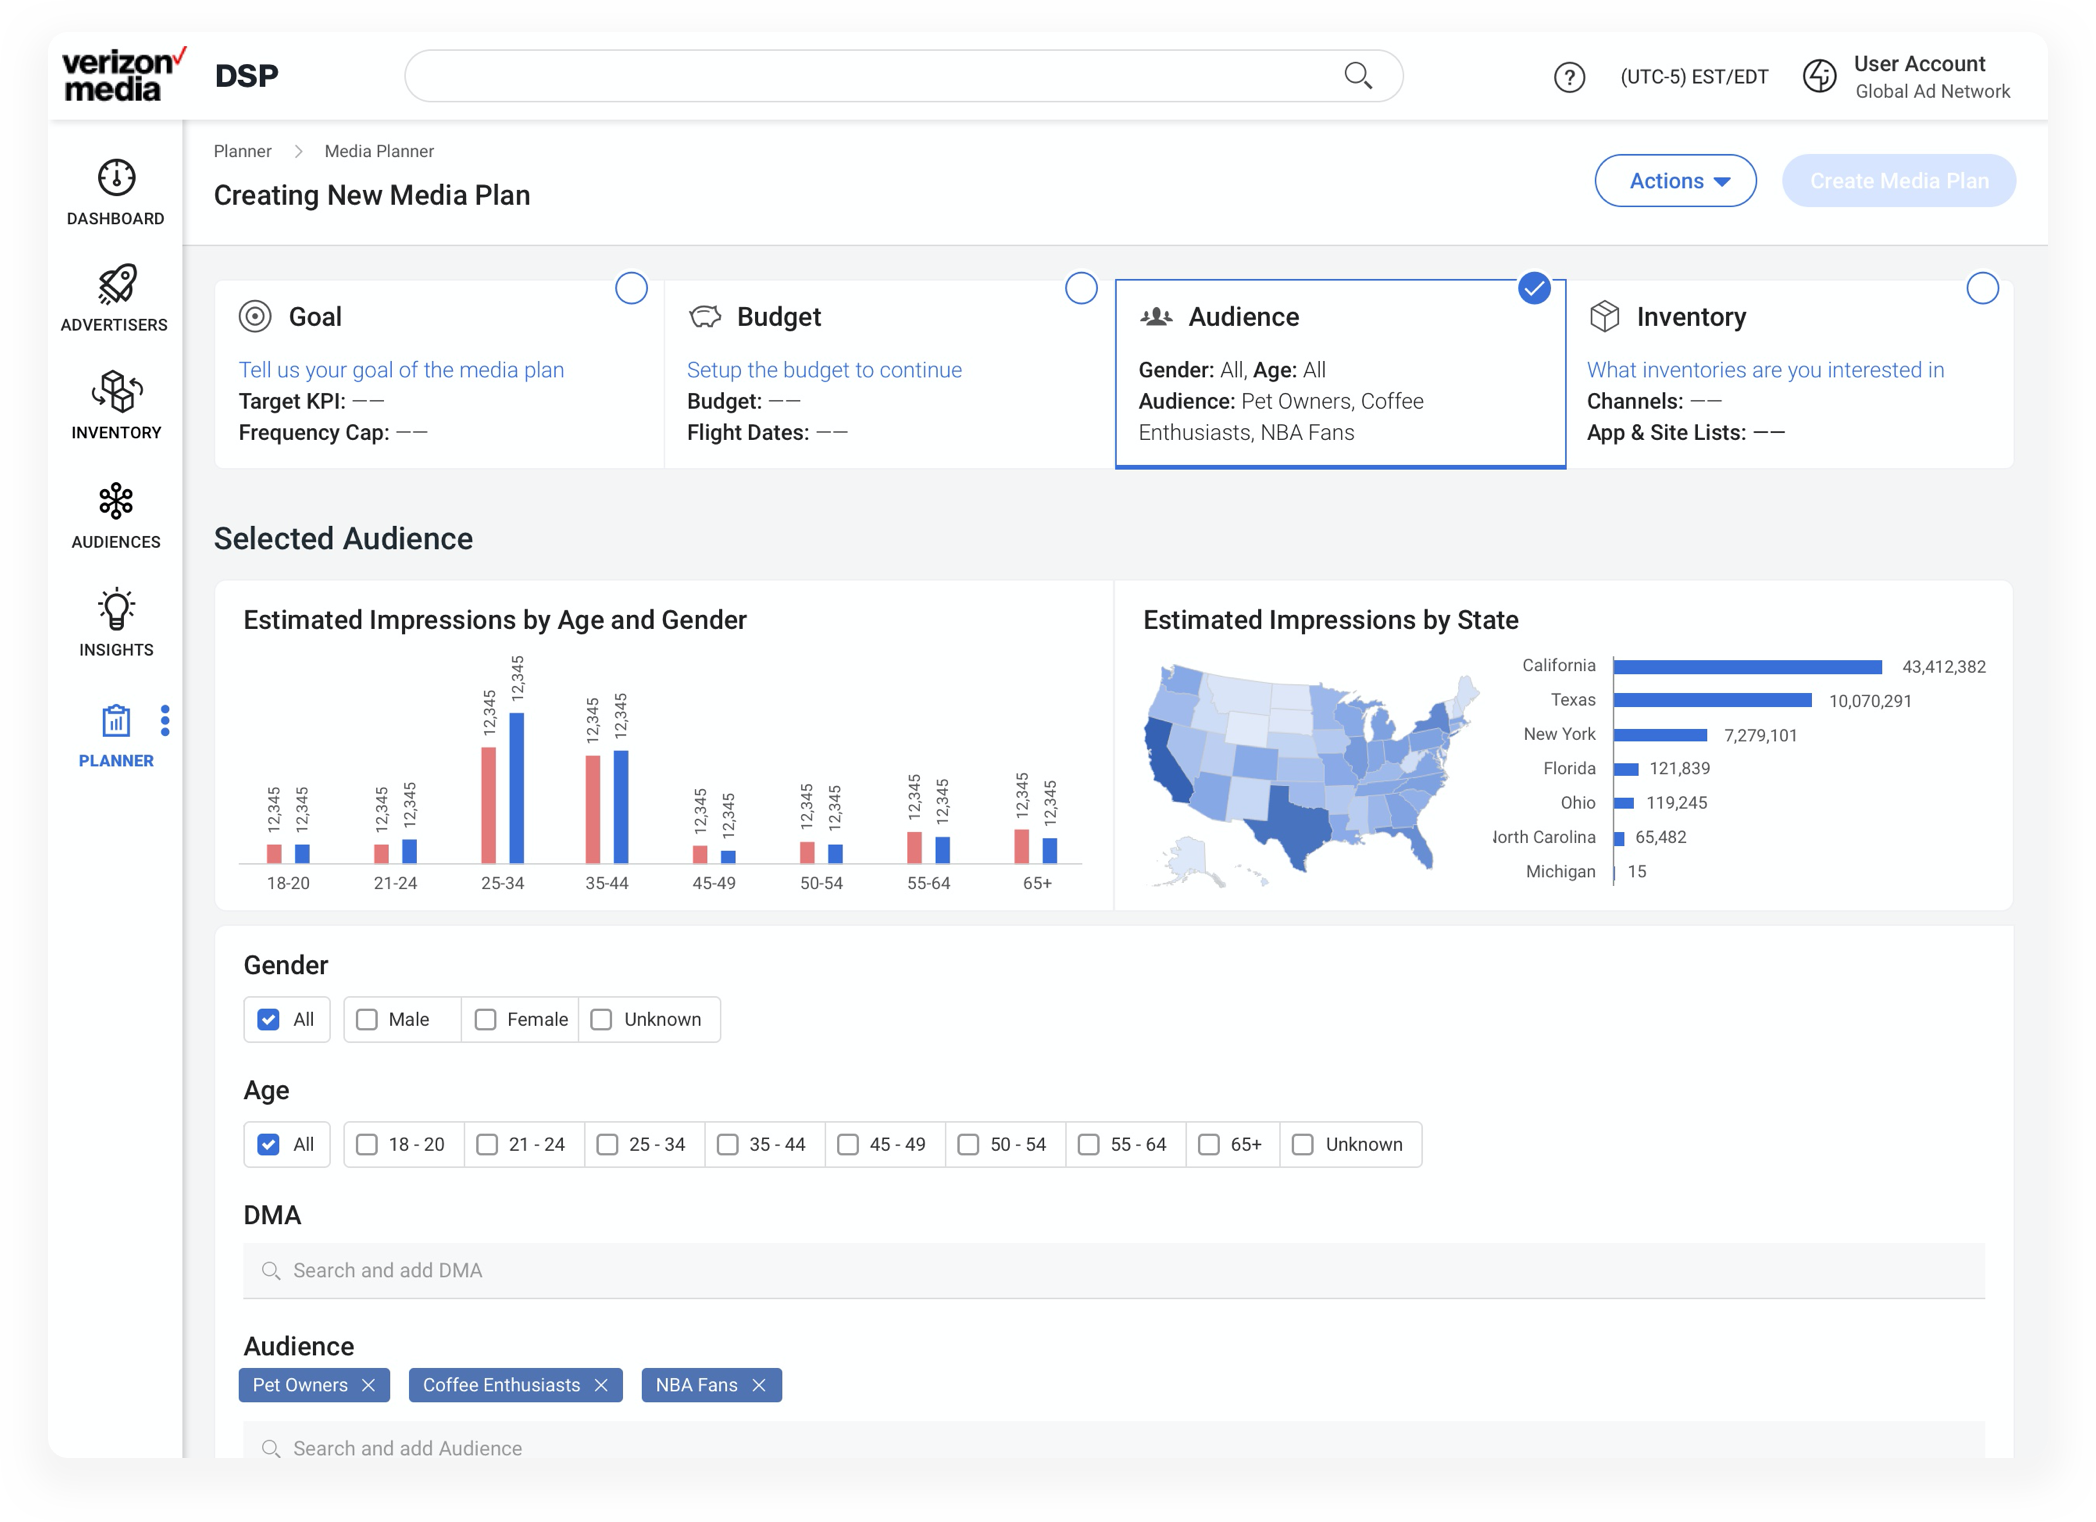 verizon
media
DSP
(UTC-5) EST/EDT
User Account
Global Ad Network
DASHBOARD
ADVERTISERS
INVENTORY
AUDIENCES
INSIGHTS
PLANNER
Planner > Media Planner
Creating New Media Plan
Actions
Create Media Plan
Goal
Tell us your goal of the media plan
Target KPI: ——
Frequency Cap: ——
Budget
Setup the budget to continue
Budget: ——
Flight Dates: ——
Audience
Gender: All, Age: All
Audience: Pet Owners, Coffee
Enthusiasts, NBA Fans
Inventory
What inventories are you interested in
Channels: ——
App & Site Lists: ——
Selected Audience
Estimated Impressions by Age and Gender
12,345 12,345 12,345 12,345 12,345 12,345 12,345 12,345 12,345 12,345 12,345 12,345 12,345 12,345 12,345 12,345
18-20 21-24 25-34 35-44 45-49 50-54 55-64 65+
Estimated Impressions by State
California 43,412,382
Texas 10,070,291
New York 7,279,101
Florida 121,839
Ohio 119,245
orth Carolina 65,482
Michigan 15
Gender
All Male Female Unknown
Age
All 18 - 20 21 - 24 25 - 34 35 - 44 45 - 49 50 - 54 55 - 64 65+ Unknown
DMA
Search and add DMA
Audience
Pet Owners Coffee Enthusiasts NBA Fans
Search and add Audience